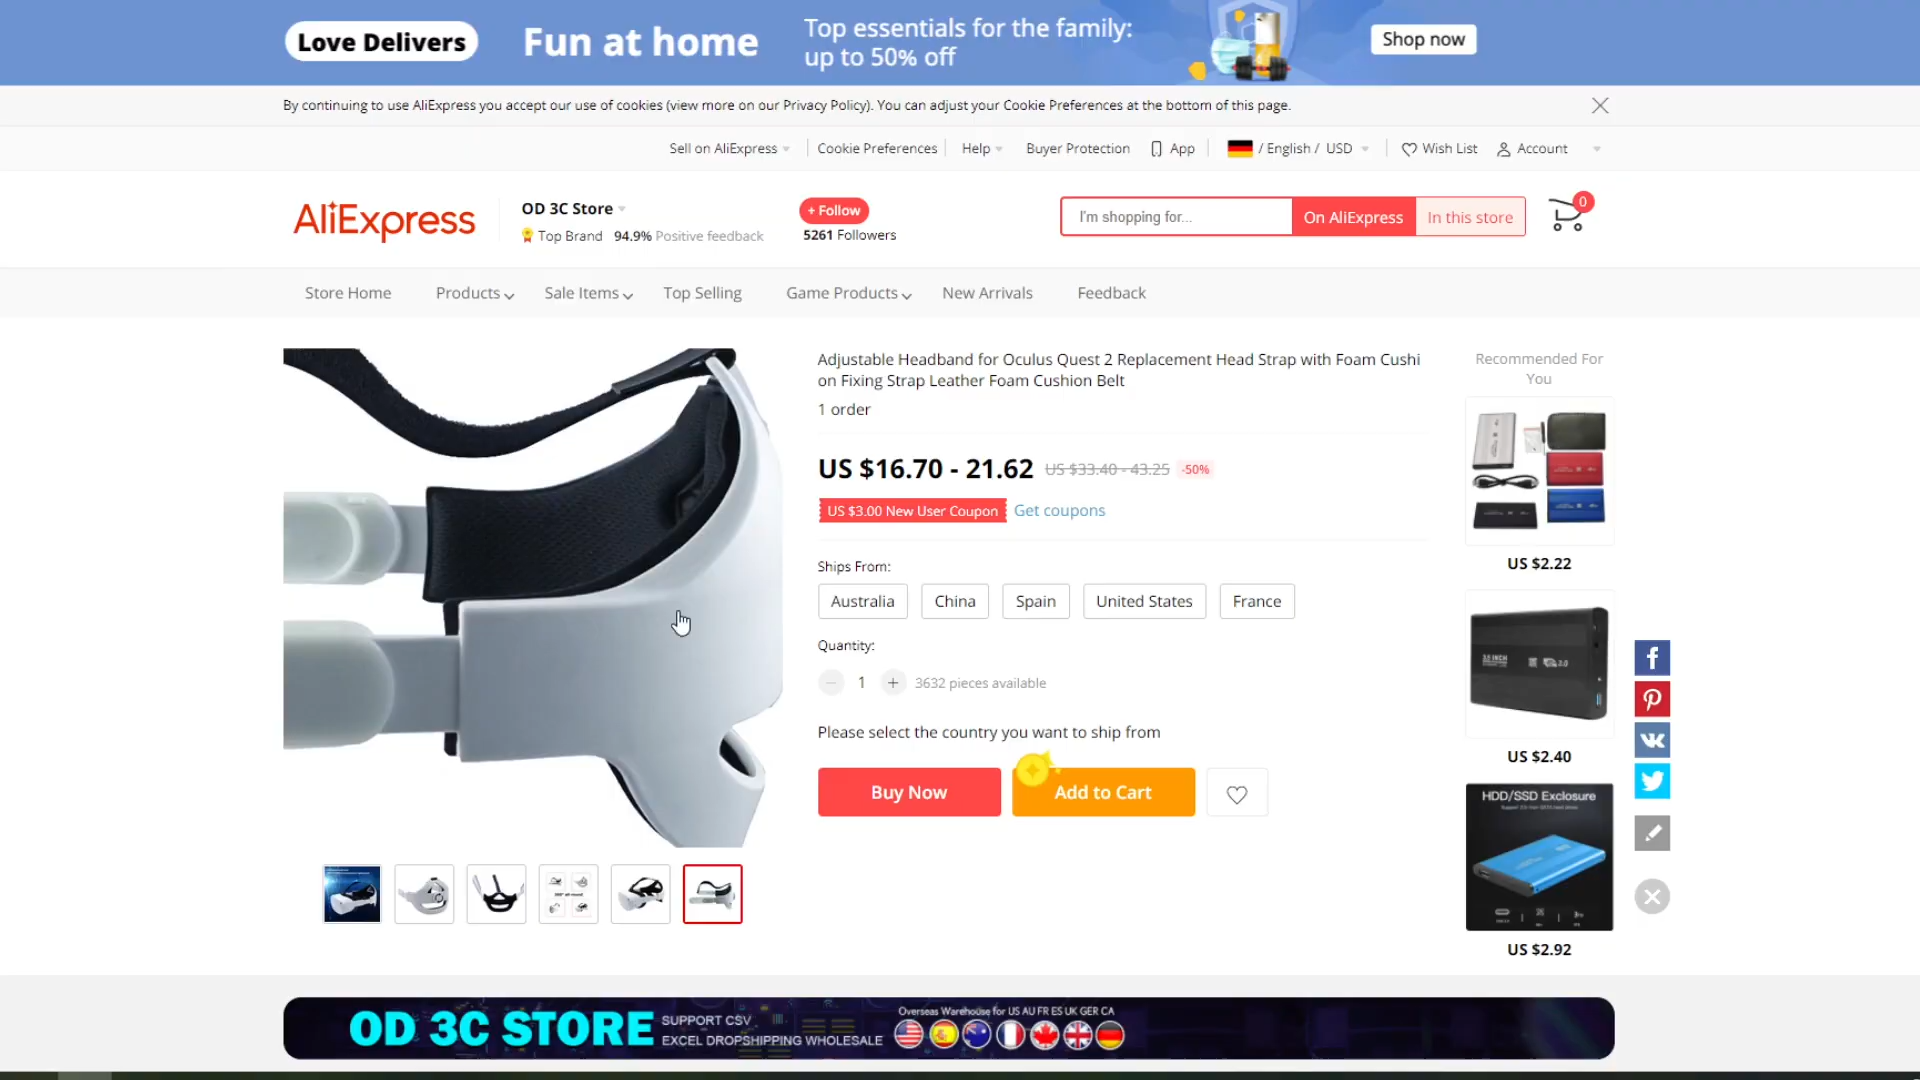 Love Delivers
Fun at home
Top essentials for the family:
up to 50% off
Shop now
By continuing to use AliExpress you accept our use of cookies (view more on our Privacy Policy). You can adjust your Cookie Preferences at the bottom of this page.
Sell on AliExpress
Cookie Preferences
Help
Buyer Protection
App
/ English / USD
Wish List
Account
AliExpress
OD 3C Store
Top Brand 94.9% Positive feedback
+ Follow
5261 Followers
I'm shopping for...
On AliExpress
In this store
0
Store Home
Products
Sale Items
Top Selling
Game Products
New Arrivals
Feedback
Adjustable Headband for Oculus Quest 2 Replacement Head Strap with Foam Cushi
on Fixing Strap Leather Foam Cushion Belt
1 order
US $16.70 - 21.62 US $33.40 - 43.25 -50%
US $3.00 New User Coupon Get coupons
Ships From:
Australia
China
Spain
United States
France
Quantity:
1
3632 pieces available
Please select the country you want to ship from
Buy Now
Add to Cart
Recommended For
You
US $2.22
US $2.40
HDD/SSD Enclosure
US $2.92
OD 3C STORE
SUPPORT CSV
EXCEL DROPSHIPPING WHOLESALE
Overseas Warehouse for US AU FR ES UK GER CA